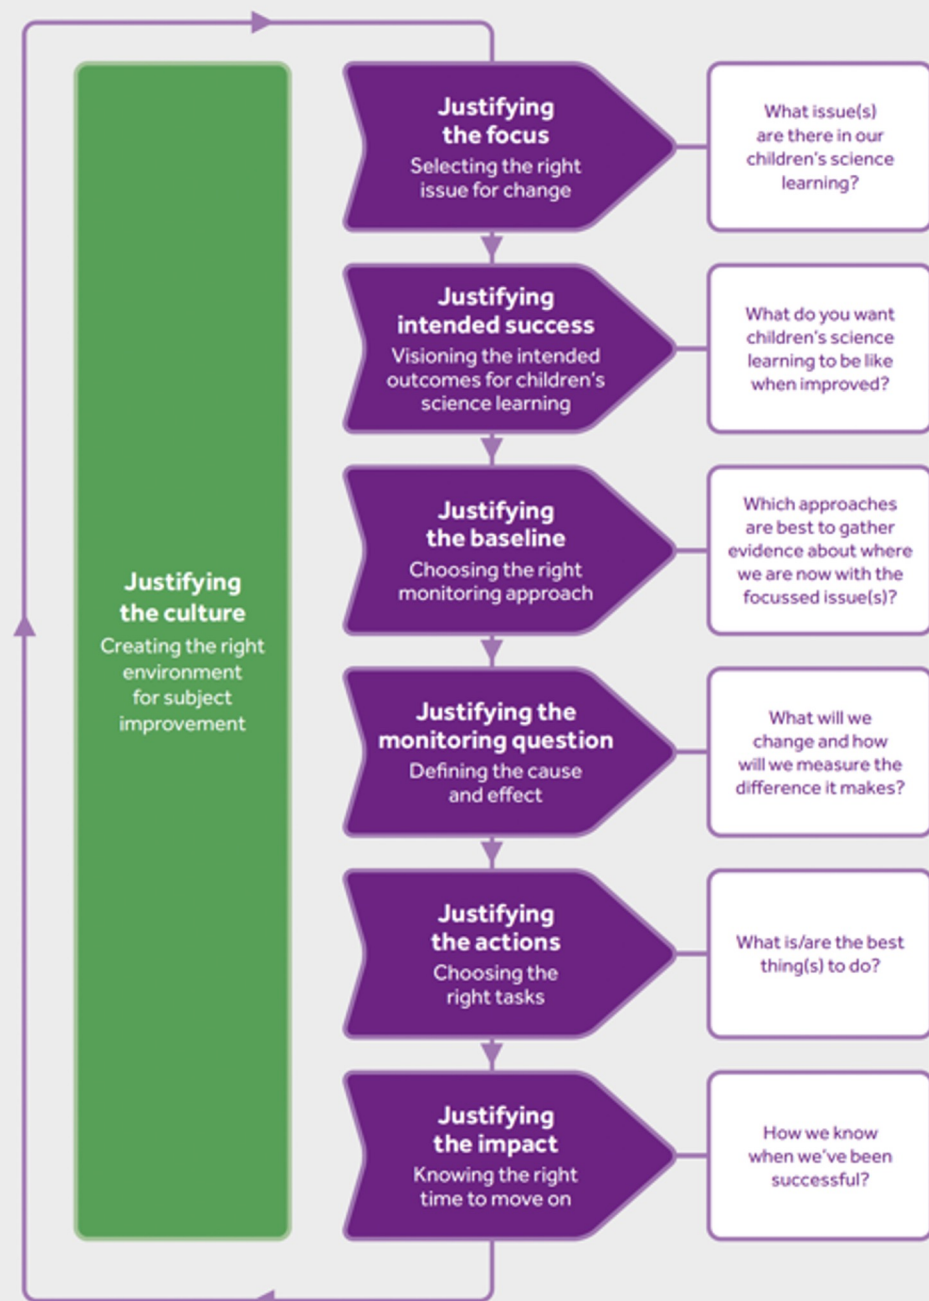 Justifying
the culture
Creating the right
environment
for subject
improvement
Justifying
the focus
Selecting the right
issue for change
What issue(s)
are there in our
children's science
learning?
Justifying
intended success
Visioning the intended
outcomes for children's
science learning
What do you want
children's science
learning to be like
when improved?
Justifying
the baseline
Choosing the right
monitoring approach
Which approaches
are best to gather
evidence about where
we are now with the
focussed issue(s)?
Justifying the
monitoring question
Defining the cause
and effect
What will we
change and how
will we measure the
difference it makes?
Justifying
the actions
Choosing the
right tasks
What is/are the best
thing(s) to do?
Justifying
the impact
Knowing the right
time to move on
How we know
when we've been
successful?